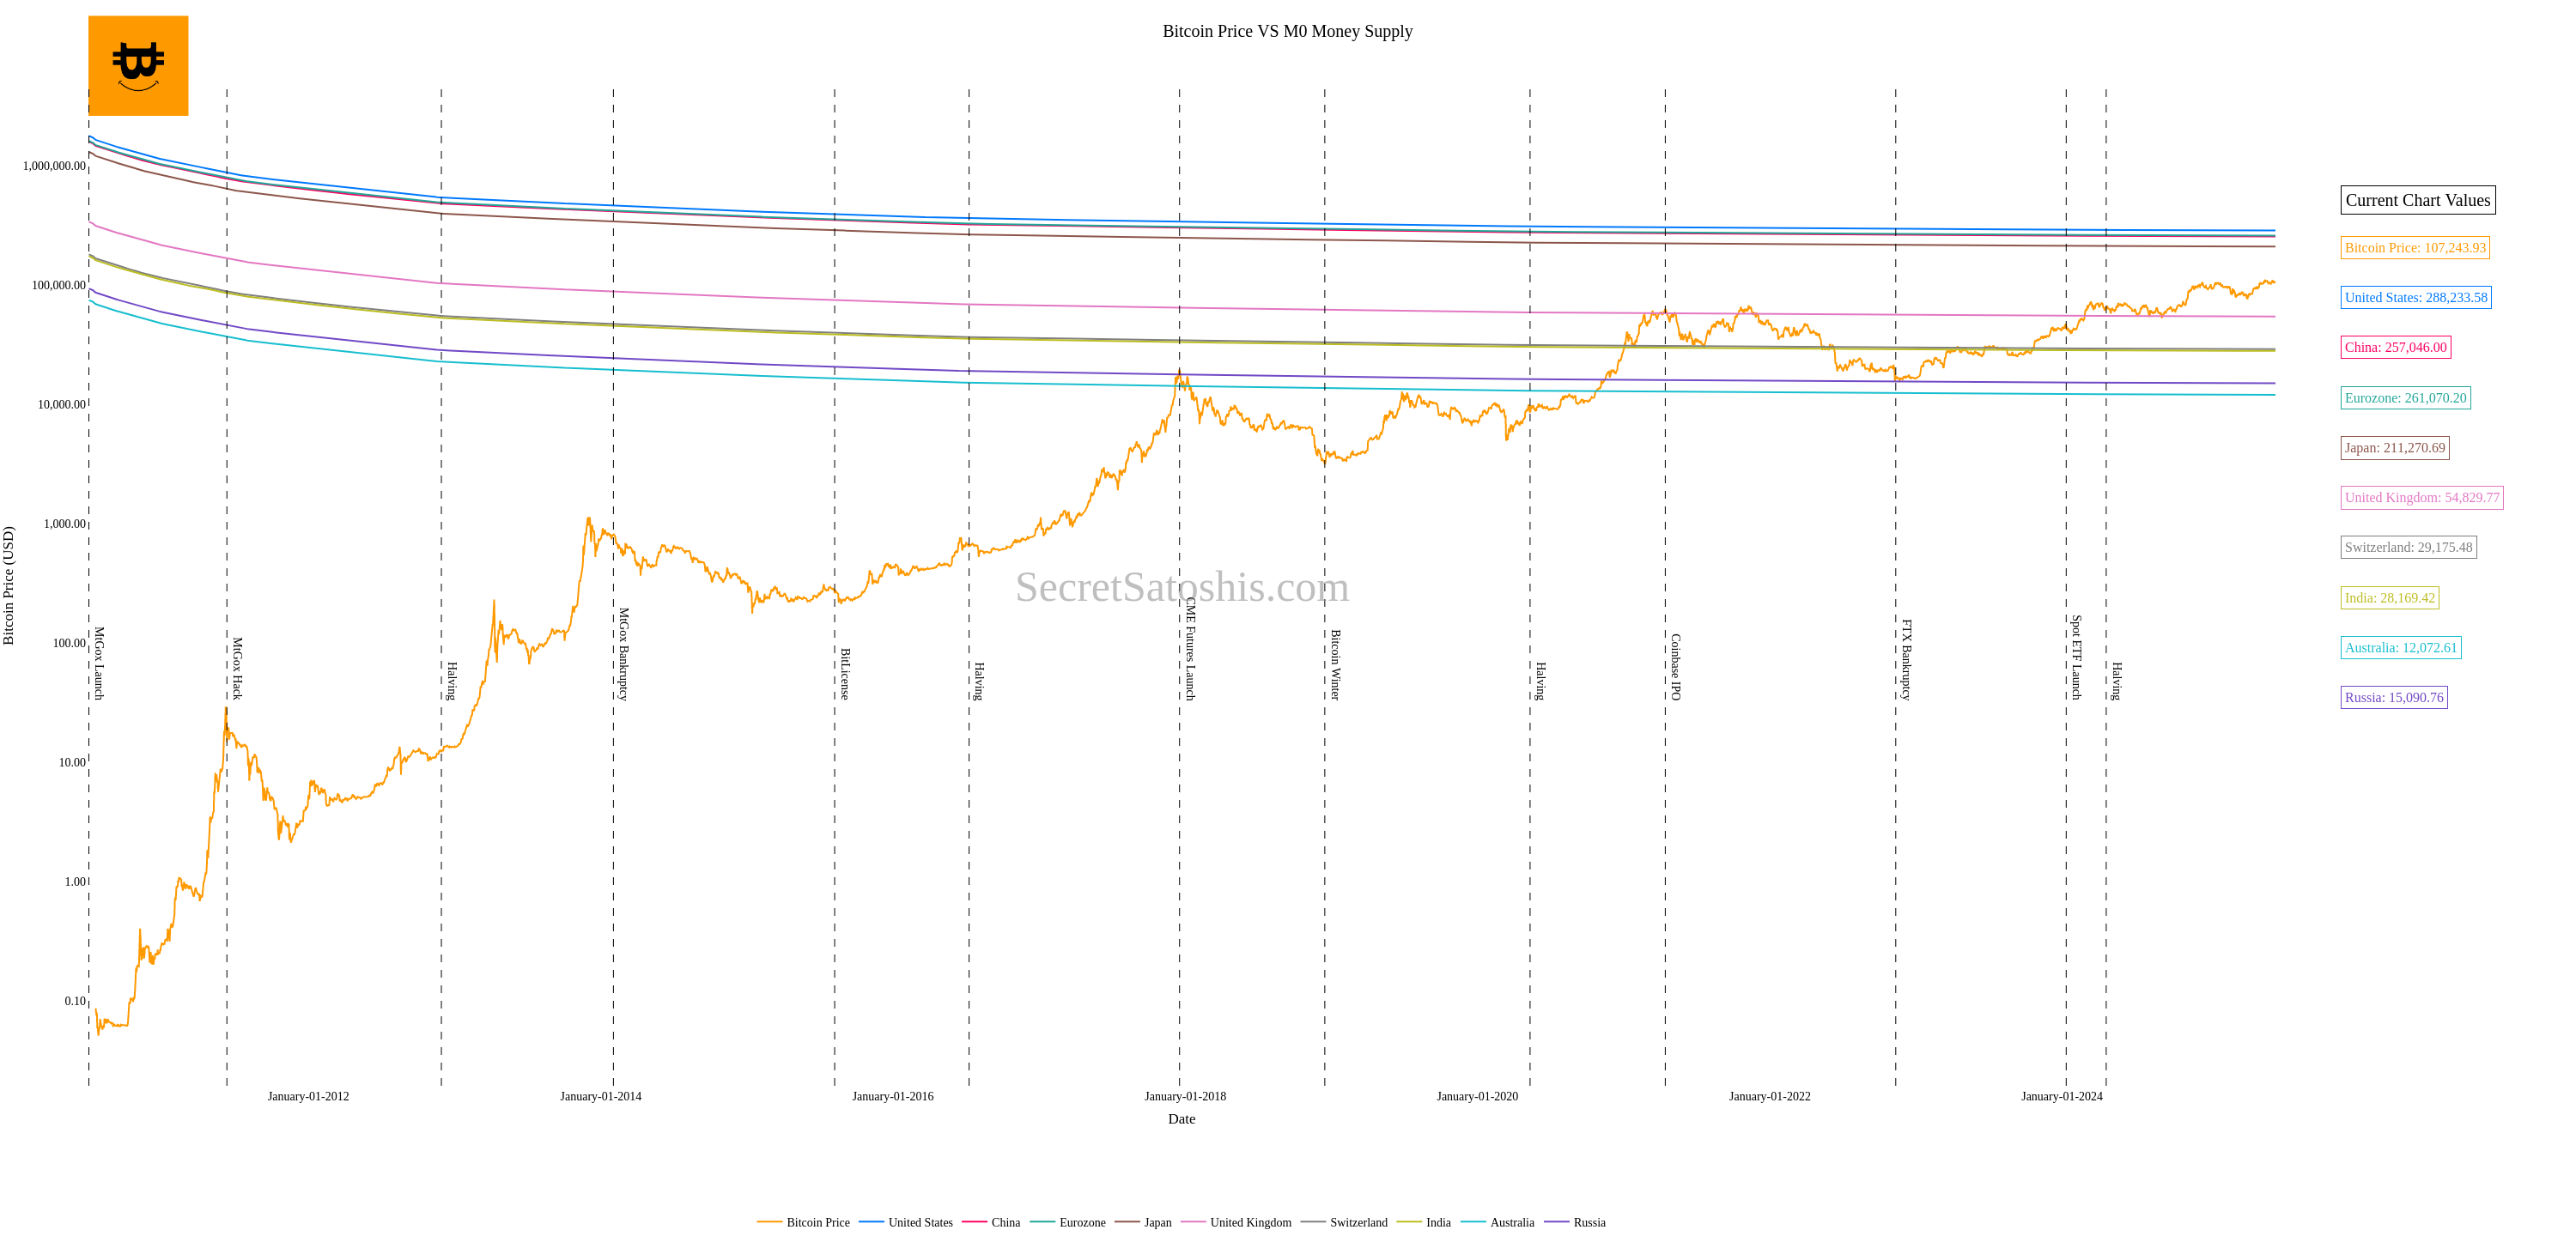 Bitcoin Price VS M0 Money Supply
1,000,000.00
100,000.00
10,000.00
1,000.00
100.00
10.00
1.00
0.10
Bitcoin Price (USD)
MtGox Launch
MtGox Hack
Halving
MtGox Bankruptcy
BitLicense
Halving
CME Futures Launch
Bitcoin Winter
Halving
Coinbase IPO
FTX Bankruptcy
Spot ETF Launch
Halving
SecretSatoshis.com
January-01-2012
January-01-2014
January-01-2016
January-01-2018
January-01-2020
January-01-2022
January-01-2024
Date
Current Chart Values
Bitcoin Price: 107,243.93
United States: 288,233.58
China: 257,046.00
Eurozone: 261,070.20
Japan: 211,270.69
United Kingdom: 54,829.77
Switzerland: 29,175.48
India: 28,169.42
Australia: 12,072.61
Russia: 15,090.76
Bitcoin Price
United States
China
Eurozone
Japan
United Kingdom
Switzerland
India
Australia
Russia